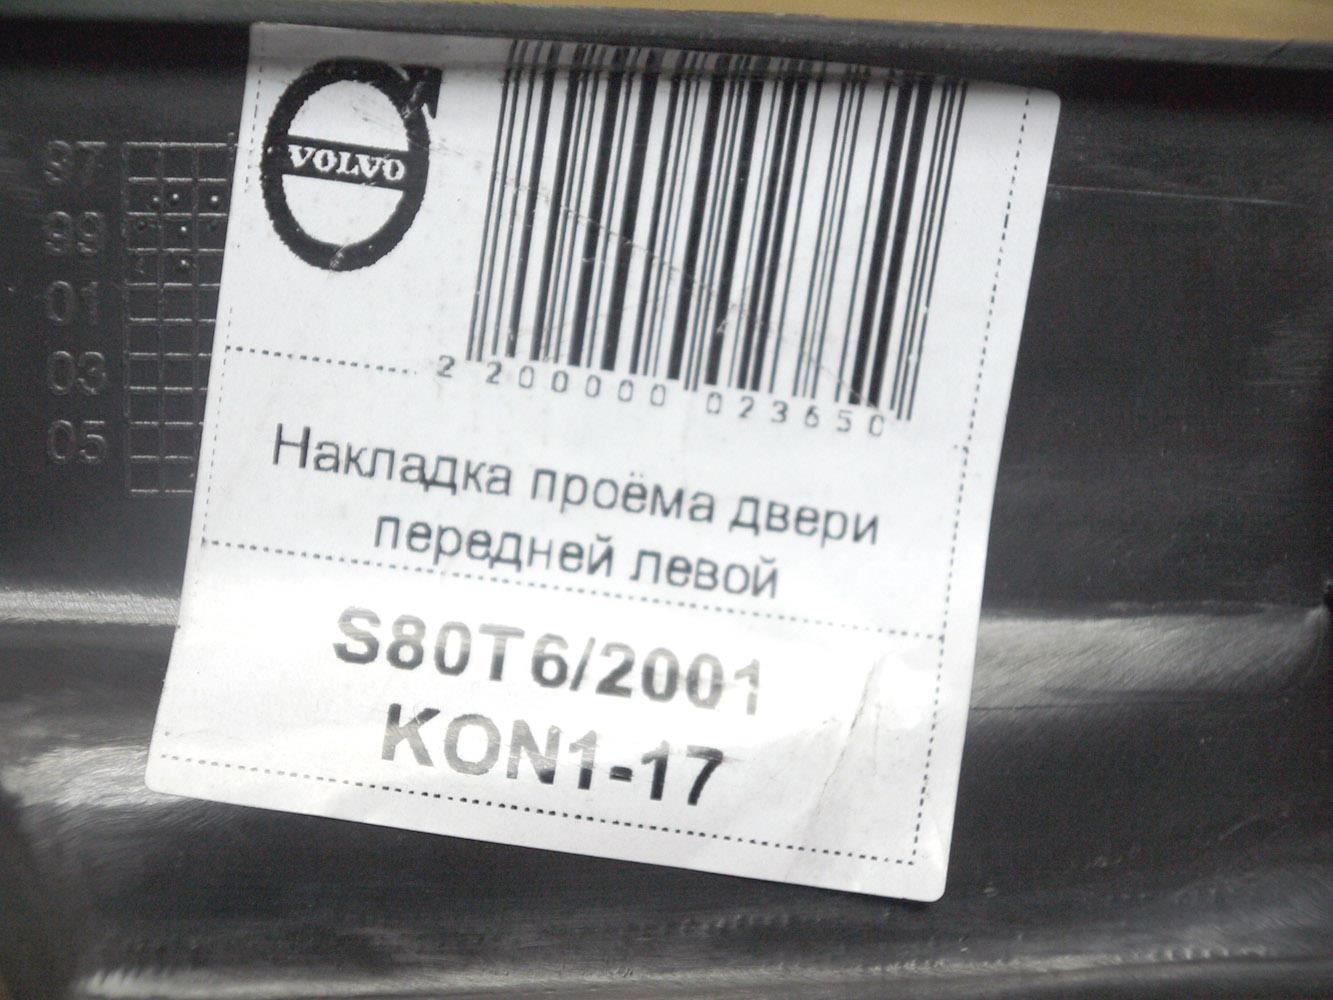 VOLVO
2 200000 023650
Накладка проёма двери
передней левой
S80T6/2001
KON1-17
97
99
01
03
05